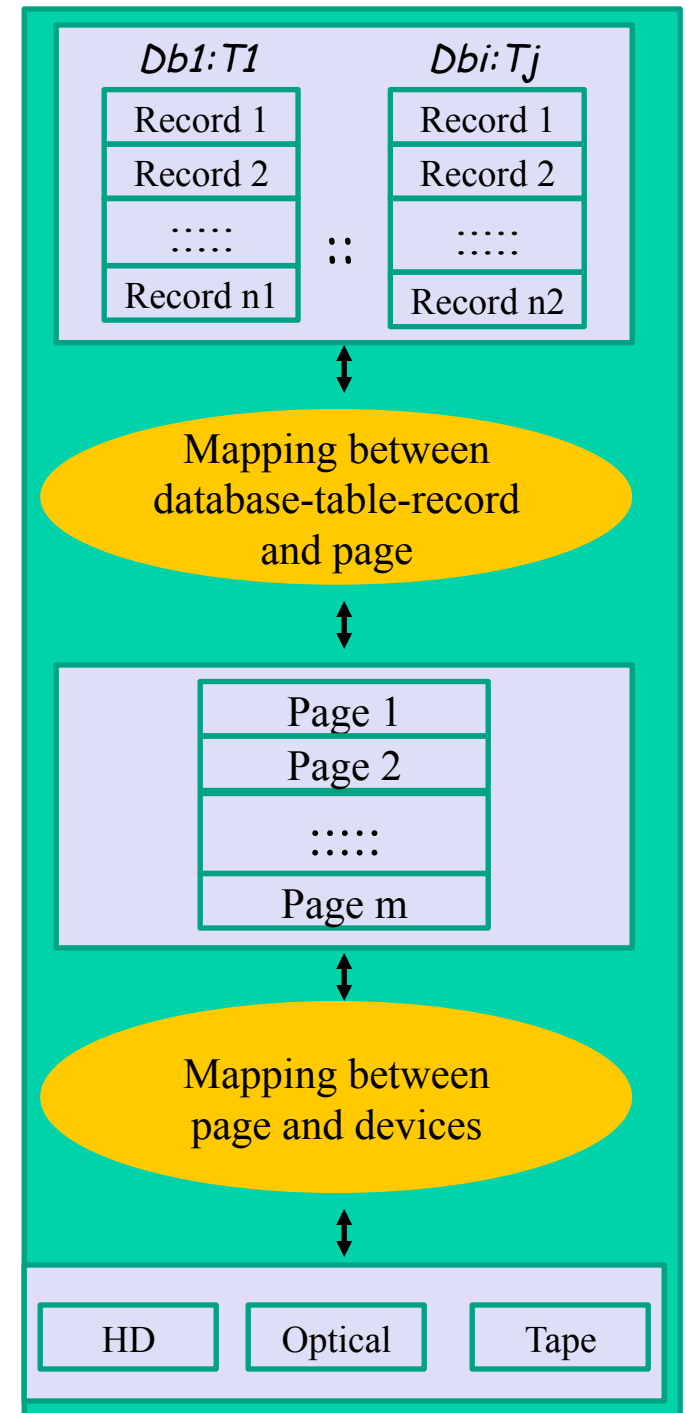 Db1:T1
Dbi:Tj
Record 1
Record 2
:::::
Record n1
::
Record 1
Record 2
:::::
Record n2
Mapping between
database-table-record
and page
Page 1
Page 2
:::::
Page m
Mapping between
page and devices
HD
Optical
Tape